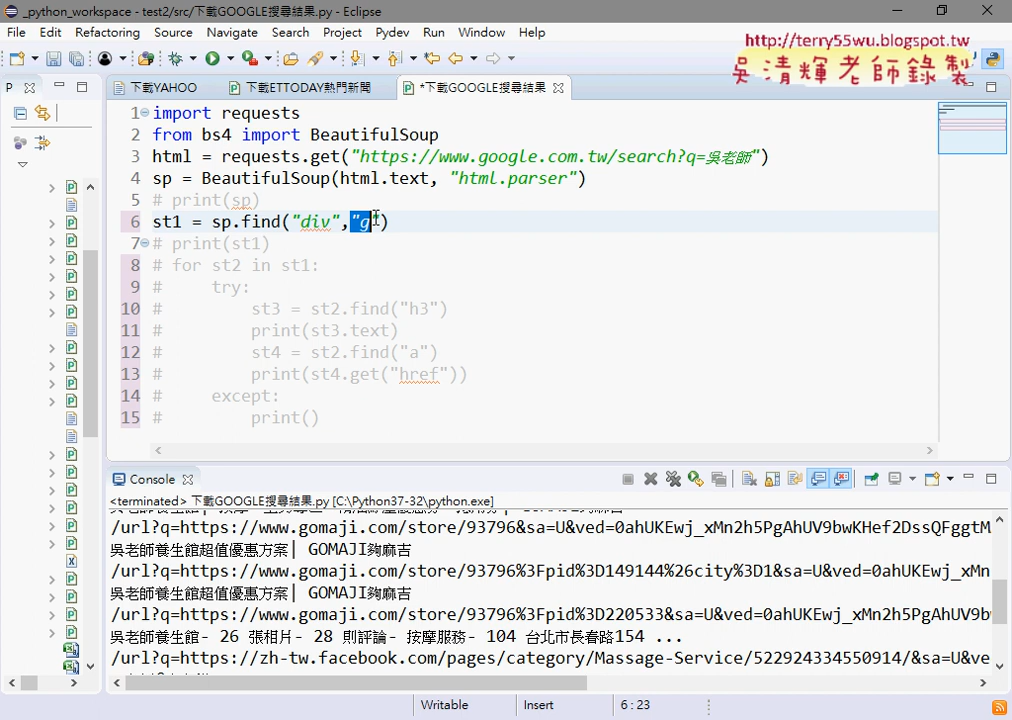 _python_workspace - test2/src/下載GOOGLE搜尋結果.py - Eclipse
File Edit Refactoring Source Navigate Search Project Pydev Run Window Help
http://terry55wu.blogspot.tw
吳清輝老師錄製
P
下載YAHOO
下載ETTODAY熱門新聞
*下載GOOGLE搜尋結果
1 import requests
2 from bs4 import BeautifulSoup
3 html = requests.get("https://www.google.com.tw/search?q=吳老師")
4 sp = BeautifulSoup(html.text, "html.parser")
5 # print(sp)
6 st1 = sp.find("div","g")
7 # print(st1)
8 # for st2 in st1:
9 #     try:
10 #         st3 = st2.find("h3")
11 #         print(st3.text)
12 #         st4 = st2.find("a")
13 #         print(st4.get("href"))
14 #     except:
15 #         print()
Console
<terminated> 下載GOOGLE搜尋結果.py [C:\Python37-32\python.exe]
/url?q=https://www.gomaji.com/store/93796&sa=U&ved=0ahUKEwj_xMn2h5PgAhUV9bwKHef2DssQFggtM
吳老師養生館超值優惠方案| GOMAJI夠麻吉
/url?q=https://www.gomaji.com/store/93796%3Fpid%3D149144%26city%3D1&sa=U&ved=0ahUKEwj_xMn
吳老師養生館超值優惠方案| GOMAJI夠麻吉
/url?q=https://www.gomaji.com/store/93796%3Fpid%3D220533&sa=U&ved=0ahUKEwj_xMn2h5PgAhUV9b
吳老師養生館- 26 張相片- 28 則評論- 按摩服務- 104 台北市長春路154 ...
/url?q=https://zh-tw.facebook.com/pages/category/Massage-Service/522924334550914/&sa=U&ve
Writable
Insert
6 : 23